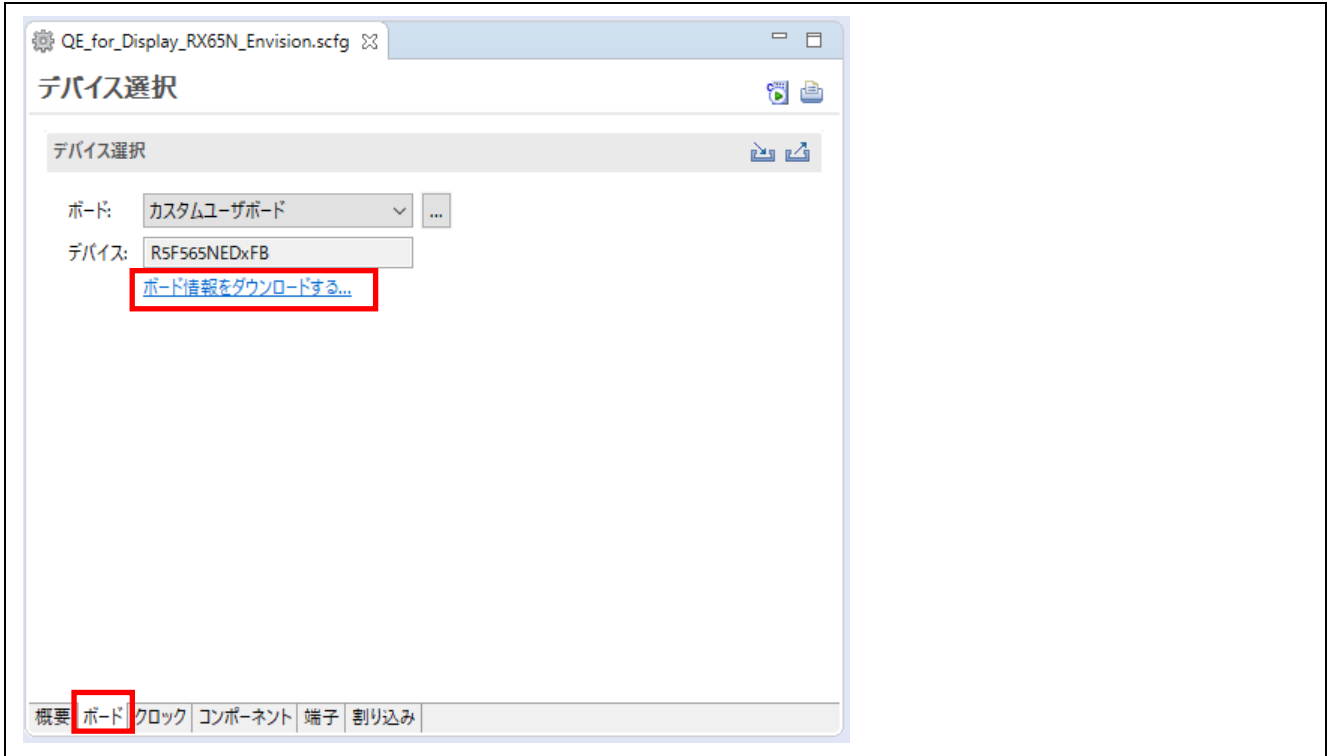 QE_for_Display_RX65N_Envision.scfg
デバイス選択
デバイス選択
ボード: カスタムユーザボード ...
デバイス: R5F565NEDxFB
ボード情報をダウンロードする...
概要 ボード クロック コンポーネント 端子 割り込み